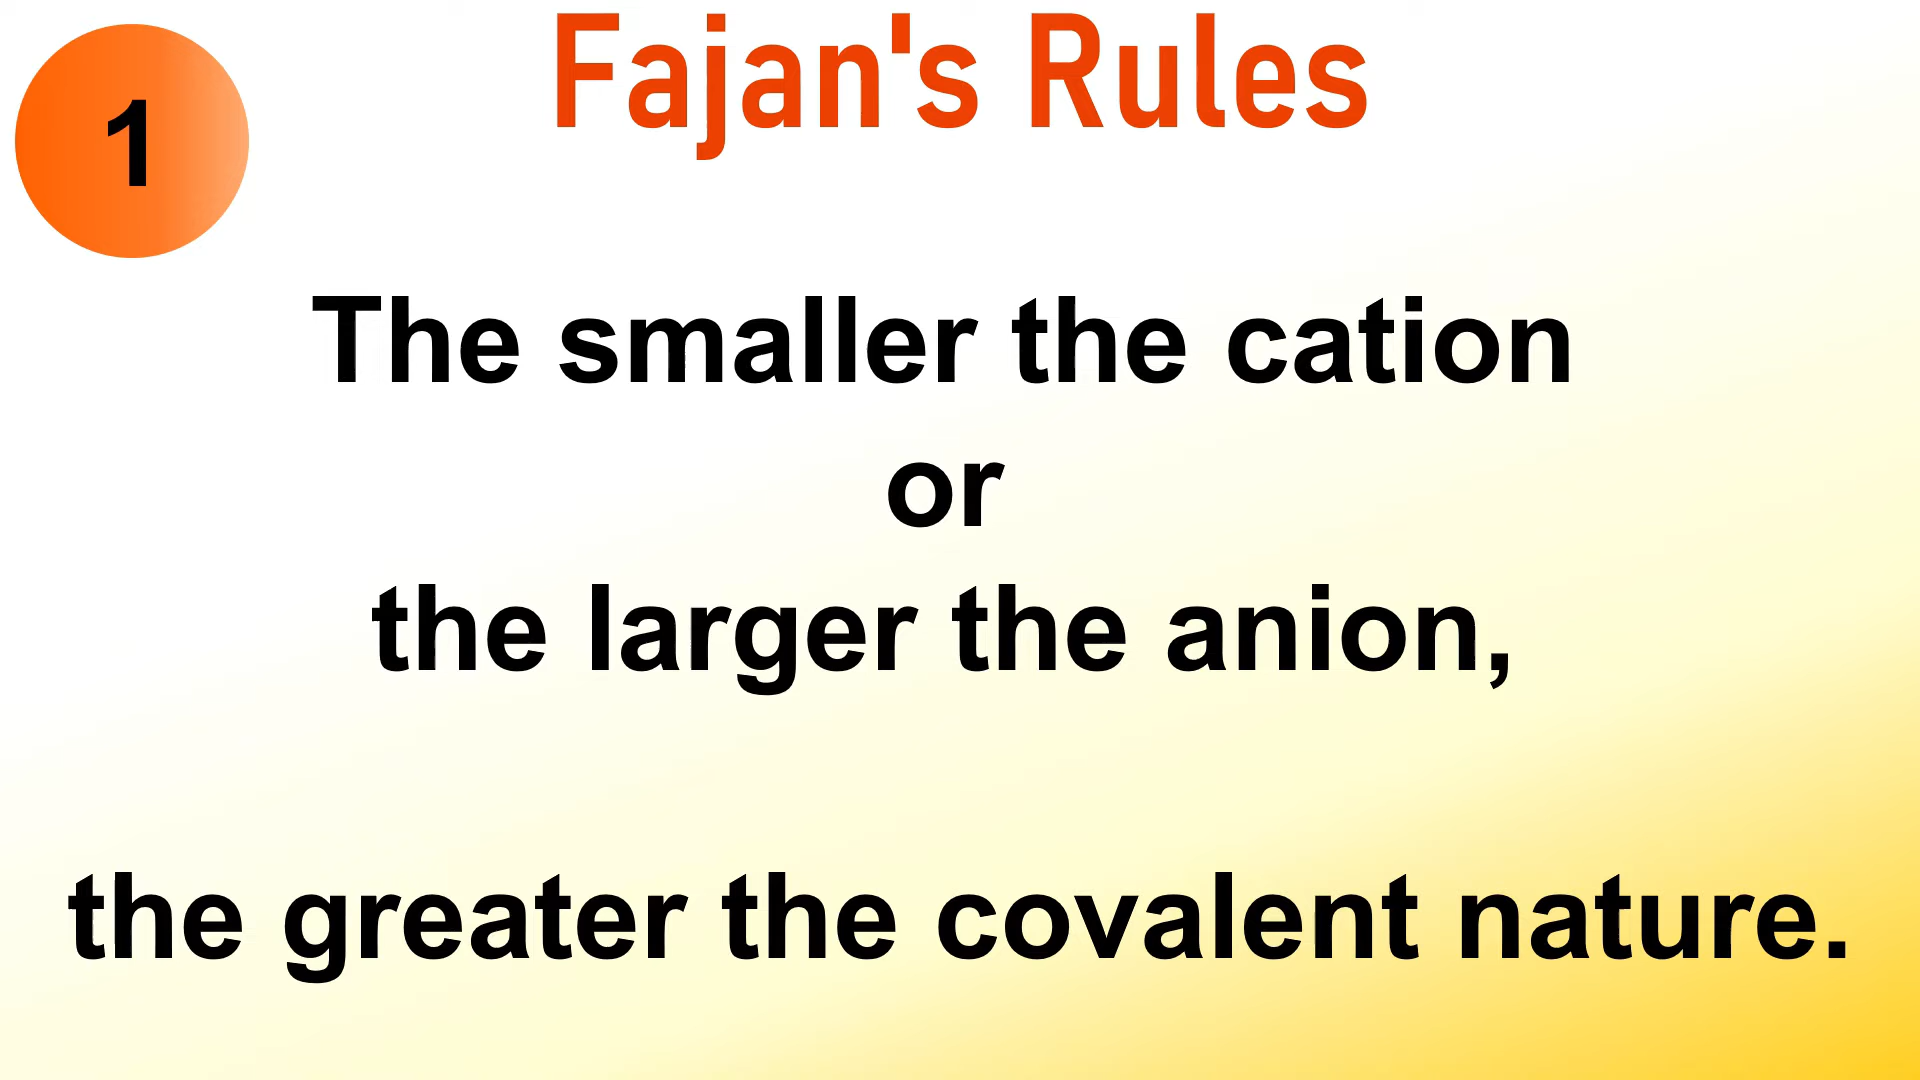 1
Fajan's Rules
The smaller the cation
or
the larger the anion,
the greater the covalent nature.